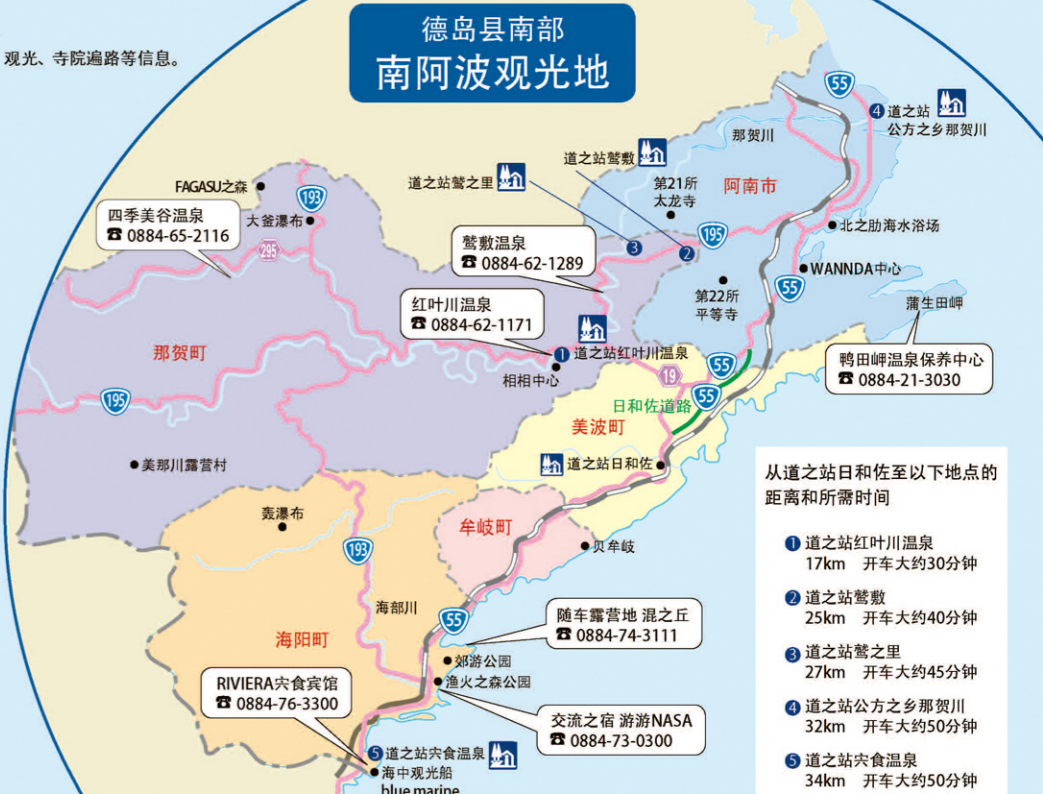 德岛县南部
南阿波观光地
观光、寺院遍路等信息。
55
4 道之站
公方之乡那贺川
那贺川
道之站鹫敷
道之站鹫之里
第21所
太龙寺
阿南市
FAGASU之森
193
四季美谷温泉
☎ 0884-65-2116
大釜瀑布
295
鹫敷温泉
☎ 0884-62-1289
3
2
195
北之肋海水浴场
WANNDA中心
55
第22所
平等寺
蒲生田岬
红叶川温泉
☎ 0884-62-1171
那贺町
1 道之站红叶川温泉
相相中心
19
55
55
鸭田岬温泉保养中心
☎ 0884-21-3030
195
日和佐道路
美波町
美那川露营村
道之站日和佐
轰瀑布
牟岐町
贝牟岐
193
海部川
55
海阳町
随车露营地 混之丘
☎ 0884-74-3111
郊游公园
渔火之森公园
RIVIERA宍食宾馆
☎ 0884-76-3300
交流之宿 游游NASA
☎ 0884-73-0300
5 道之站宍食温泉
海中观光船
blue marine
从道之站日和佐至以下地点的
距离和所需时间
1 道之站红叶川温泉
17km 开车大约30分钟
2 道之站鹫敷
25km 开车大约40分钟
3 道之站鹫之里
27km 开车大约45分钟
4 道之站公方之乡那贺川
32km 开车大约50分钟
5 道之站宍食温泉
34km 开车大约50分钟